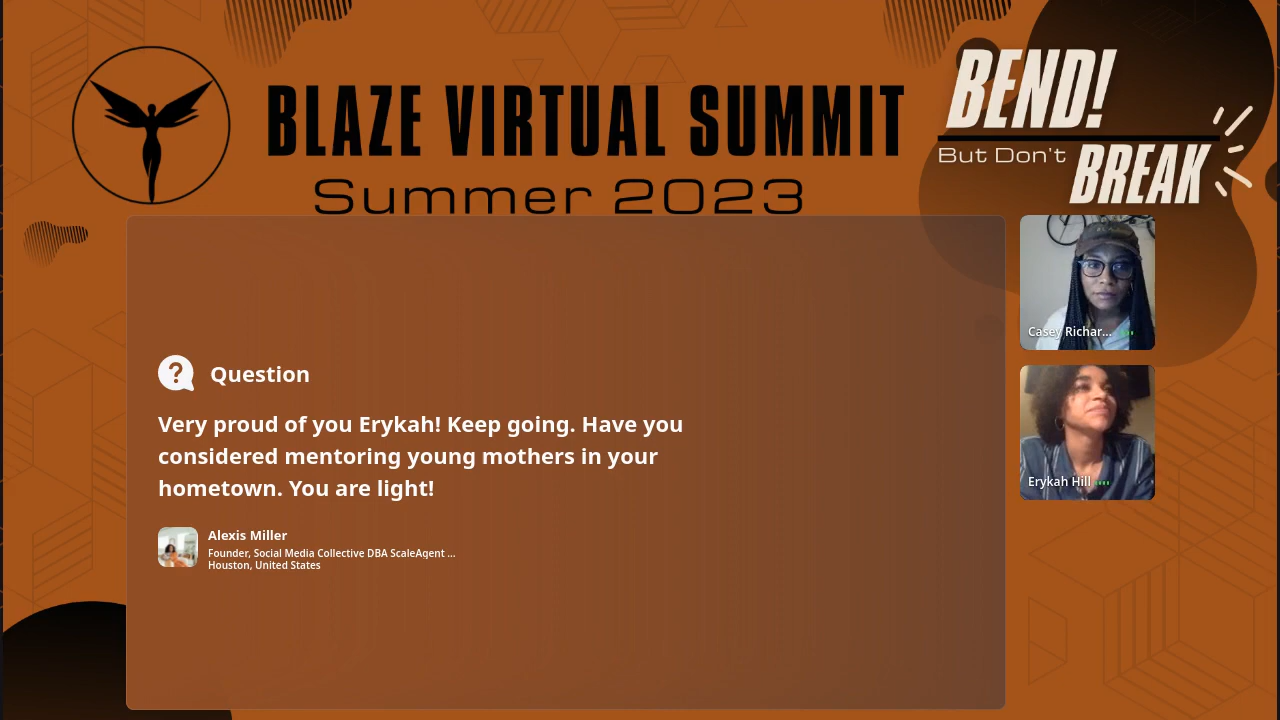 BLAZE VIRTUAL SUMMIT
Summer 2023
BEND!
But Don't
BREAK
Question
Very proud of you Erykah! Keep going. Have you
considered mentoring young mothers in your
hometown. You are light!
Alexis Miller
Founder, Social Media Collective DBA ScaleAgent ...
Houston, United States
Casey Richar...
Erykah Hill